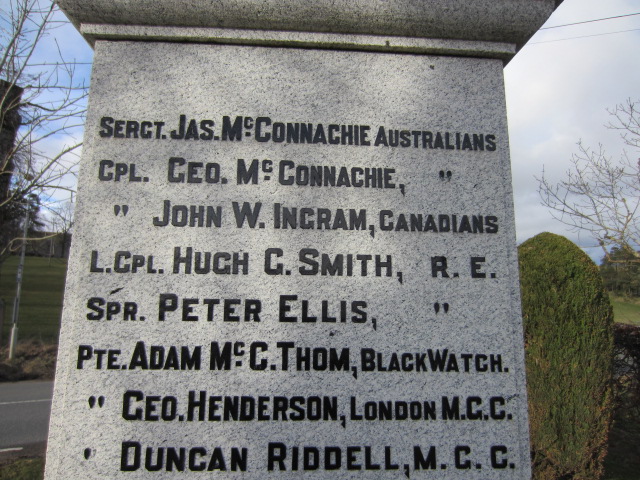 SERGT. JAS. McCONNACHIE AUSTRALIANS
CPL. GEO. McCONNACHIE, "
" JOHN W. INGRAM, CANADIANS
L. CPL. HUGH G. SMITH, R. E.
SPR. PETER ELLIS, "
PTE. ADAM McG. THOM, BLACK WATCH.
" GEO. HENDERSON, LONDON M.G.C.
" DUNCAN RIDDELL, M. G. C.